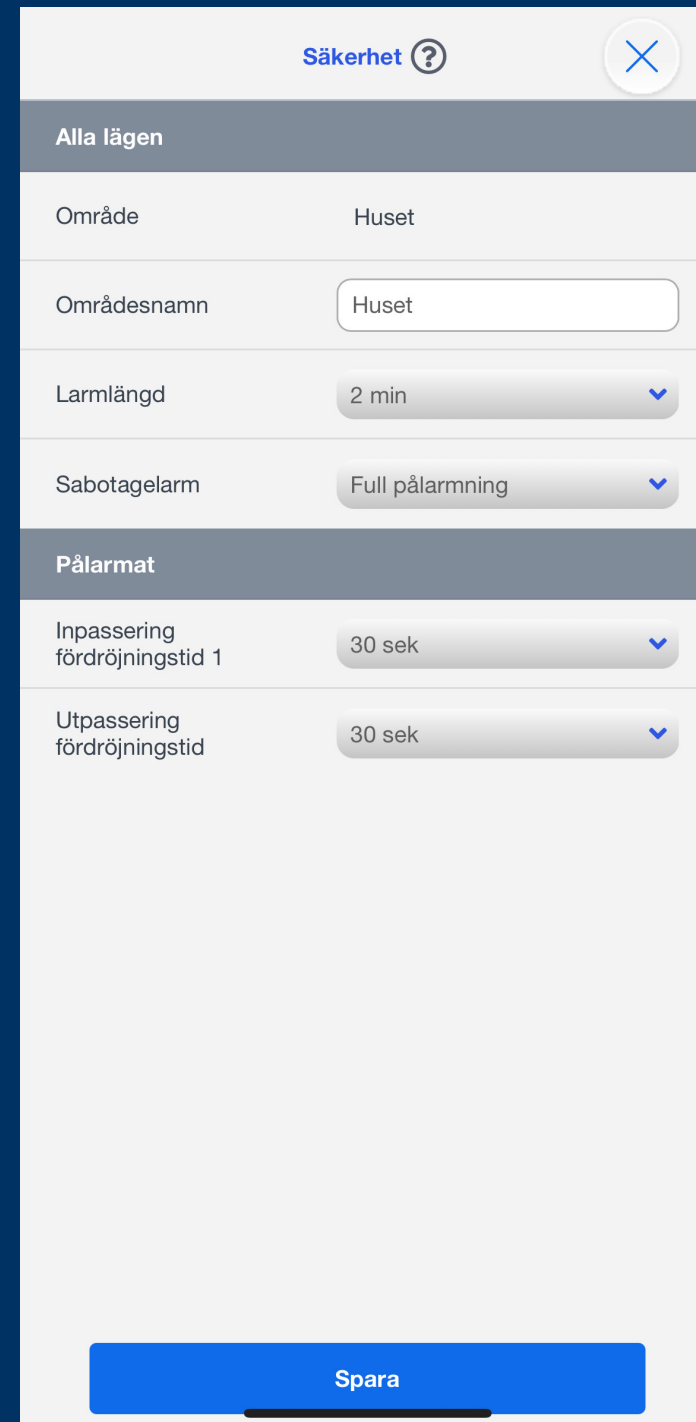 Säkerhet ?
Alla lägen
Område Huset
Områdesnamn Huset
Larmlängd 2 min
Sabotagelarm Full pålarmning
Pålarmat
Inpassering
fördröjningstid 1 30 sek
Utpassering
fördröjningstid 30 sek
Spara